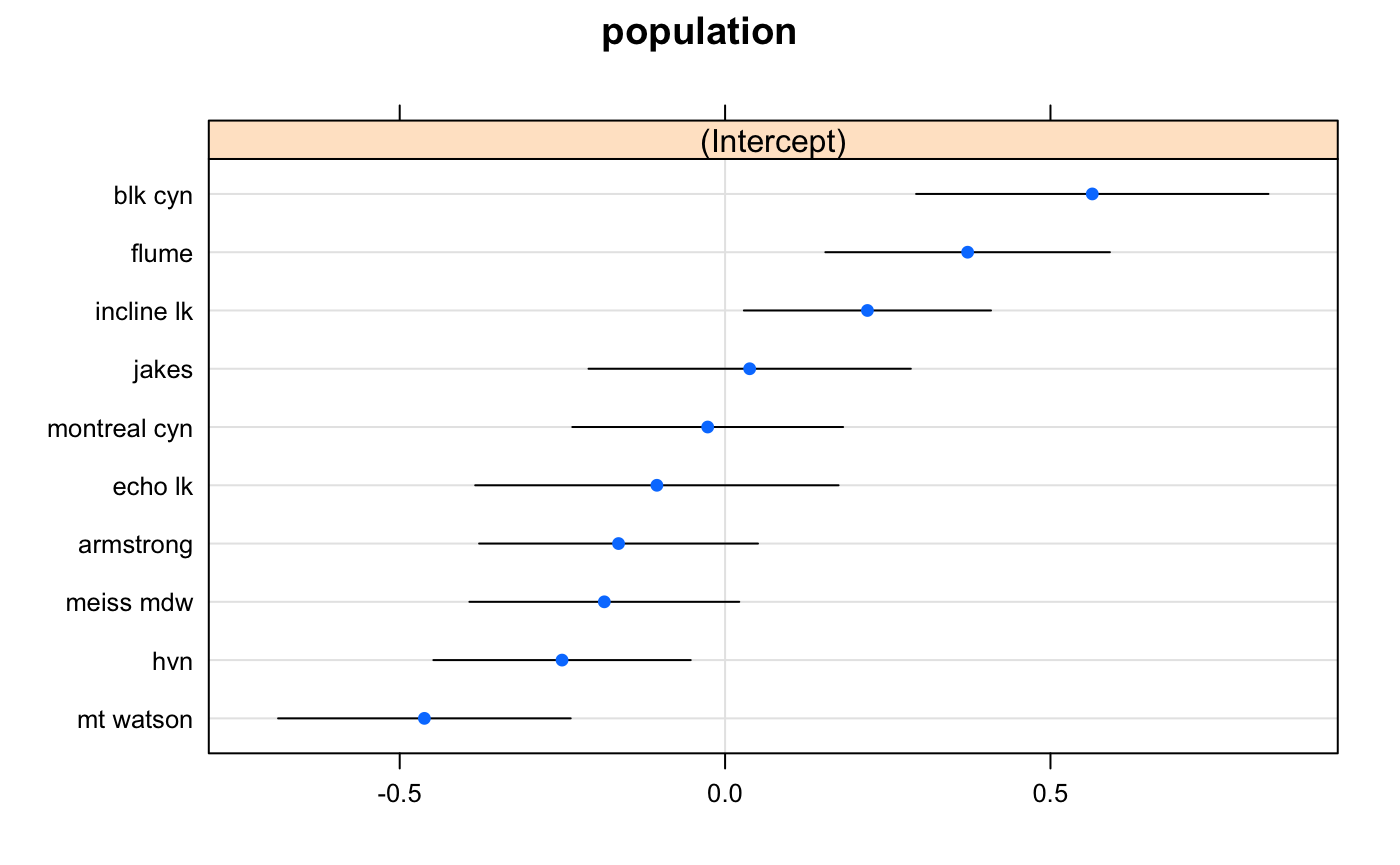 population
(Intercept)
blk cyn
flume
incline lk
jakes
montreal cyn
echo lk
armstrong
meiss mdw
hvn
mt watson
-0.5 0.0 0.5